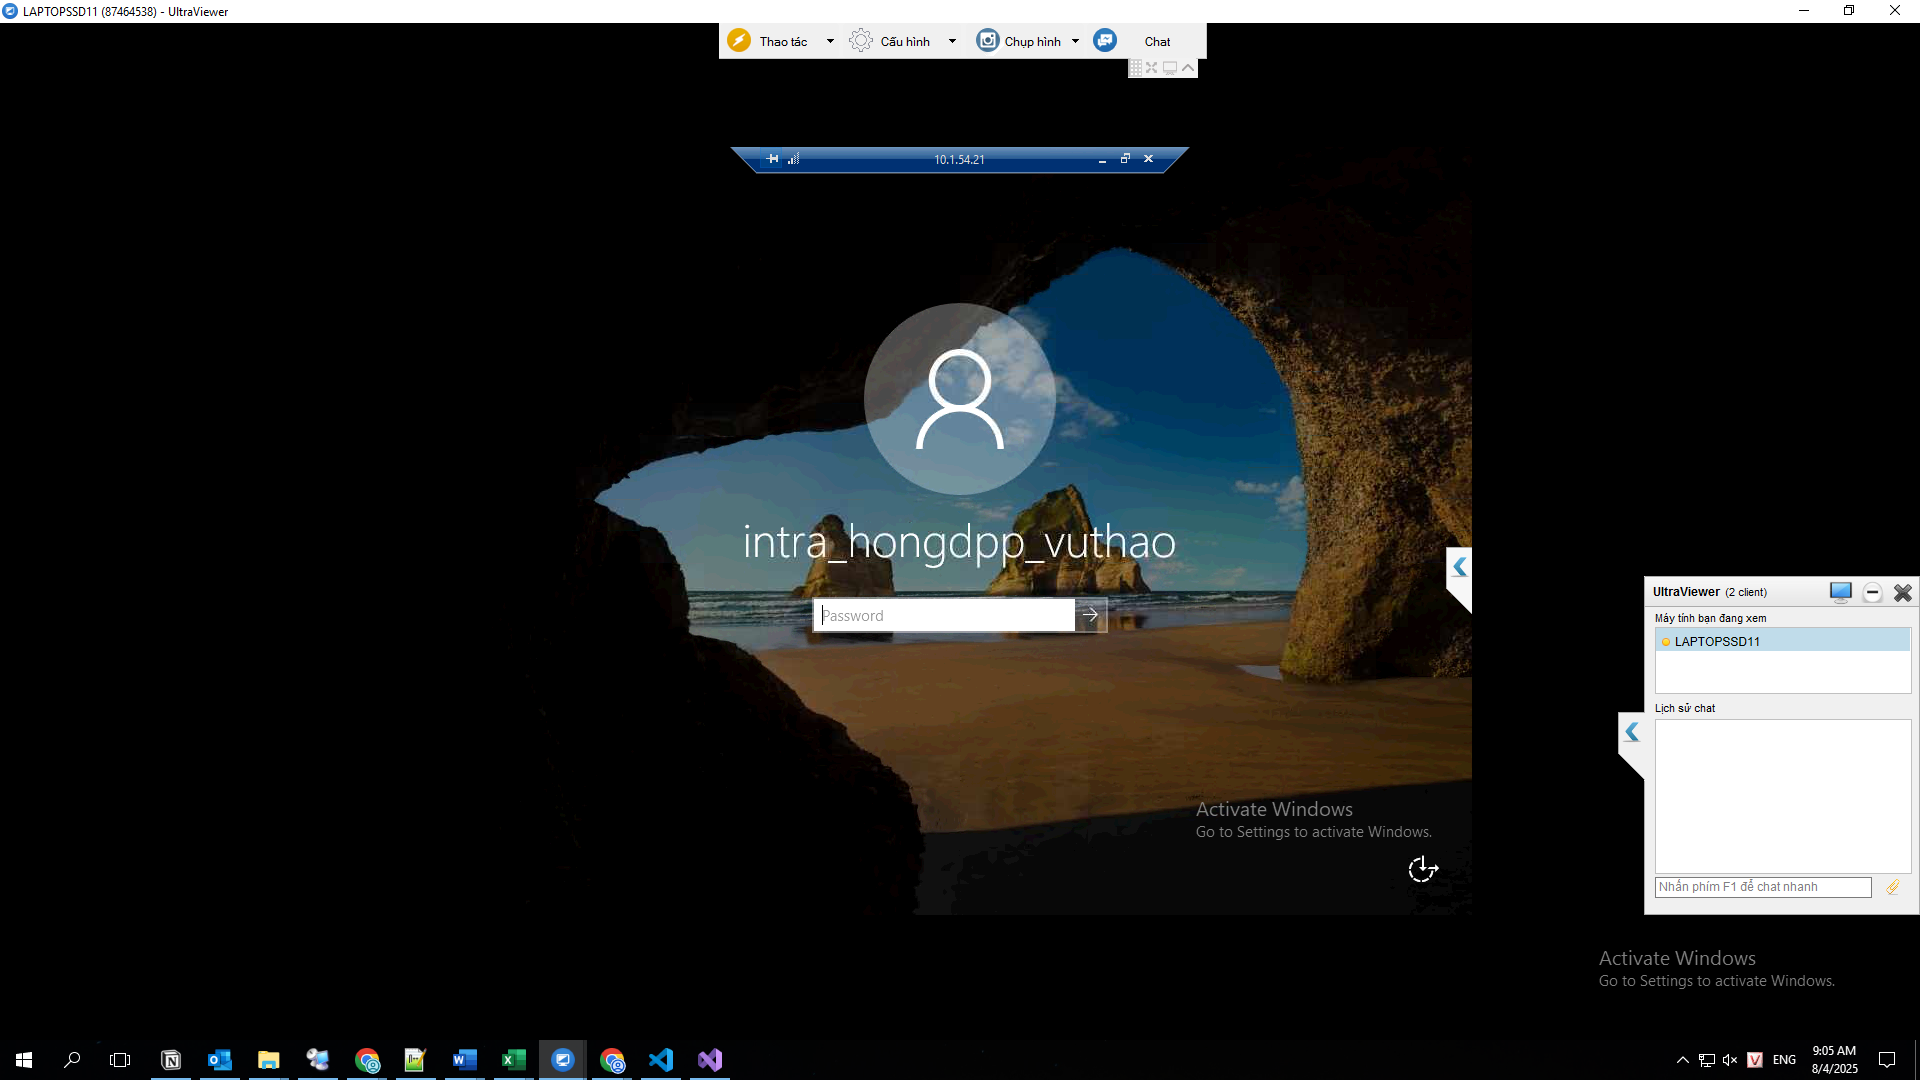 LAPTOPSSD11 (87464538) - UltraViewer
Thao tác
Cấu hình
Chụp hình
Chat
10.1.54.21
intra_hongdpp_vuthao
Password
Activate Windows
Go to Settings to activate Windows.
UltraViewer (2 client)
Máy tính bạn đang xem
LAPTOPSSD11
Lịch sử chat
Nhấn phím F1 để chat nhanh
Activate Windows
Go to Settings to activate Windows.
ENG
9:05 AM
8/4/2025